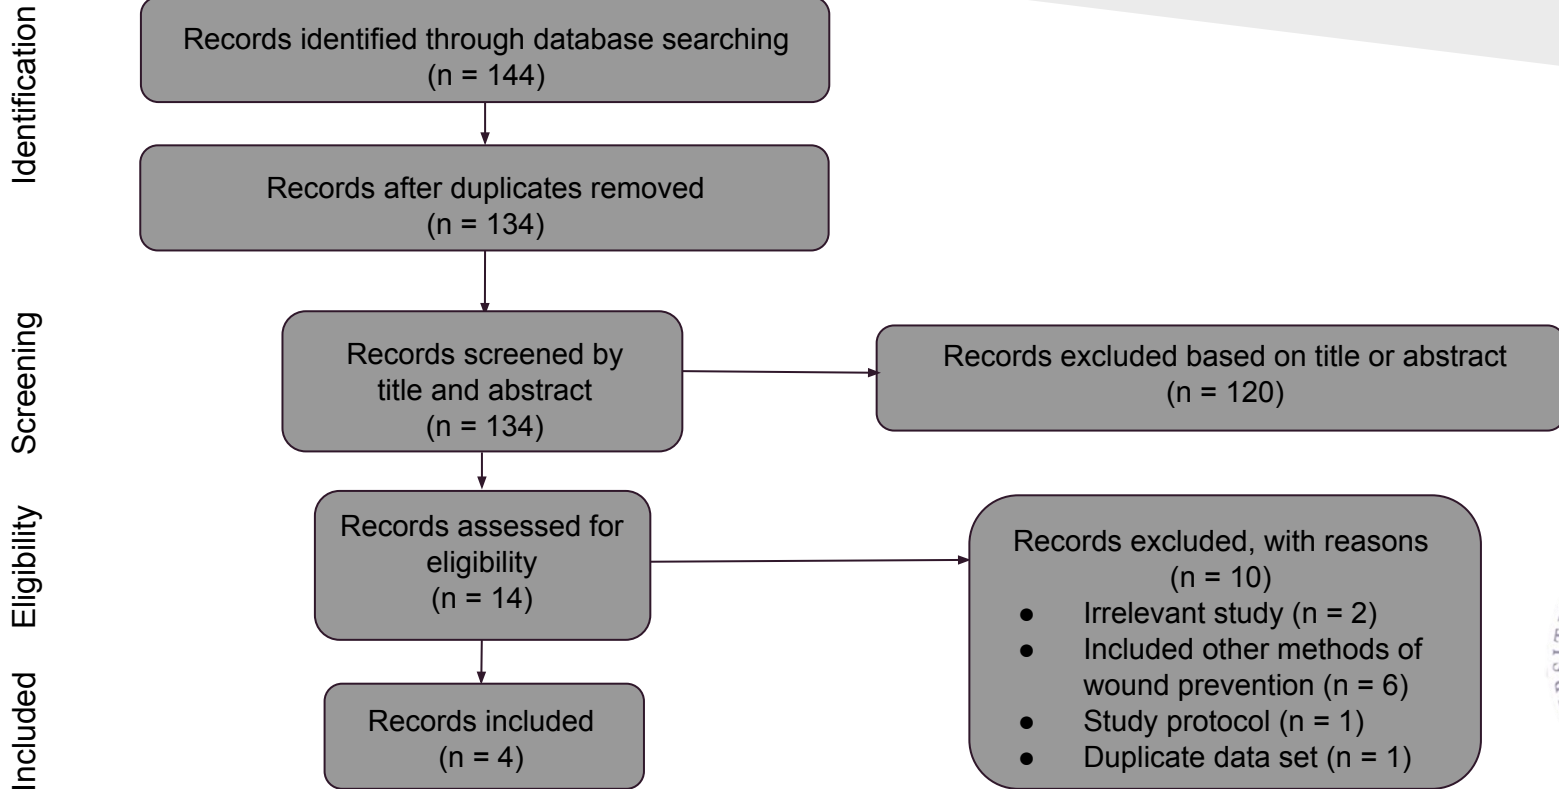 Identification
Records identified through database searching
(n = 144)
Records after duplicates removed
(n = 134)
Screening
Records screened by
title and abstract
(n = 134)
Records excluded based on title or abstract
(n = 120)
Eligibility
Records assessed for
eligibility
(n = 14)
Records excluded, with reasons
(n = 10)
● Irrelevant study (n = 2)
● Included other methods of
wound prevention (n = 6)
● Study protocol (n = 1)
● Duplicate data set (n = 1)
Included
Records included
(n = 4)